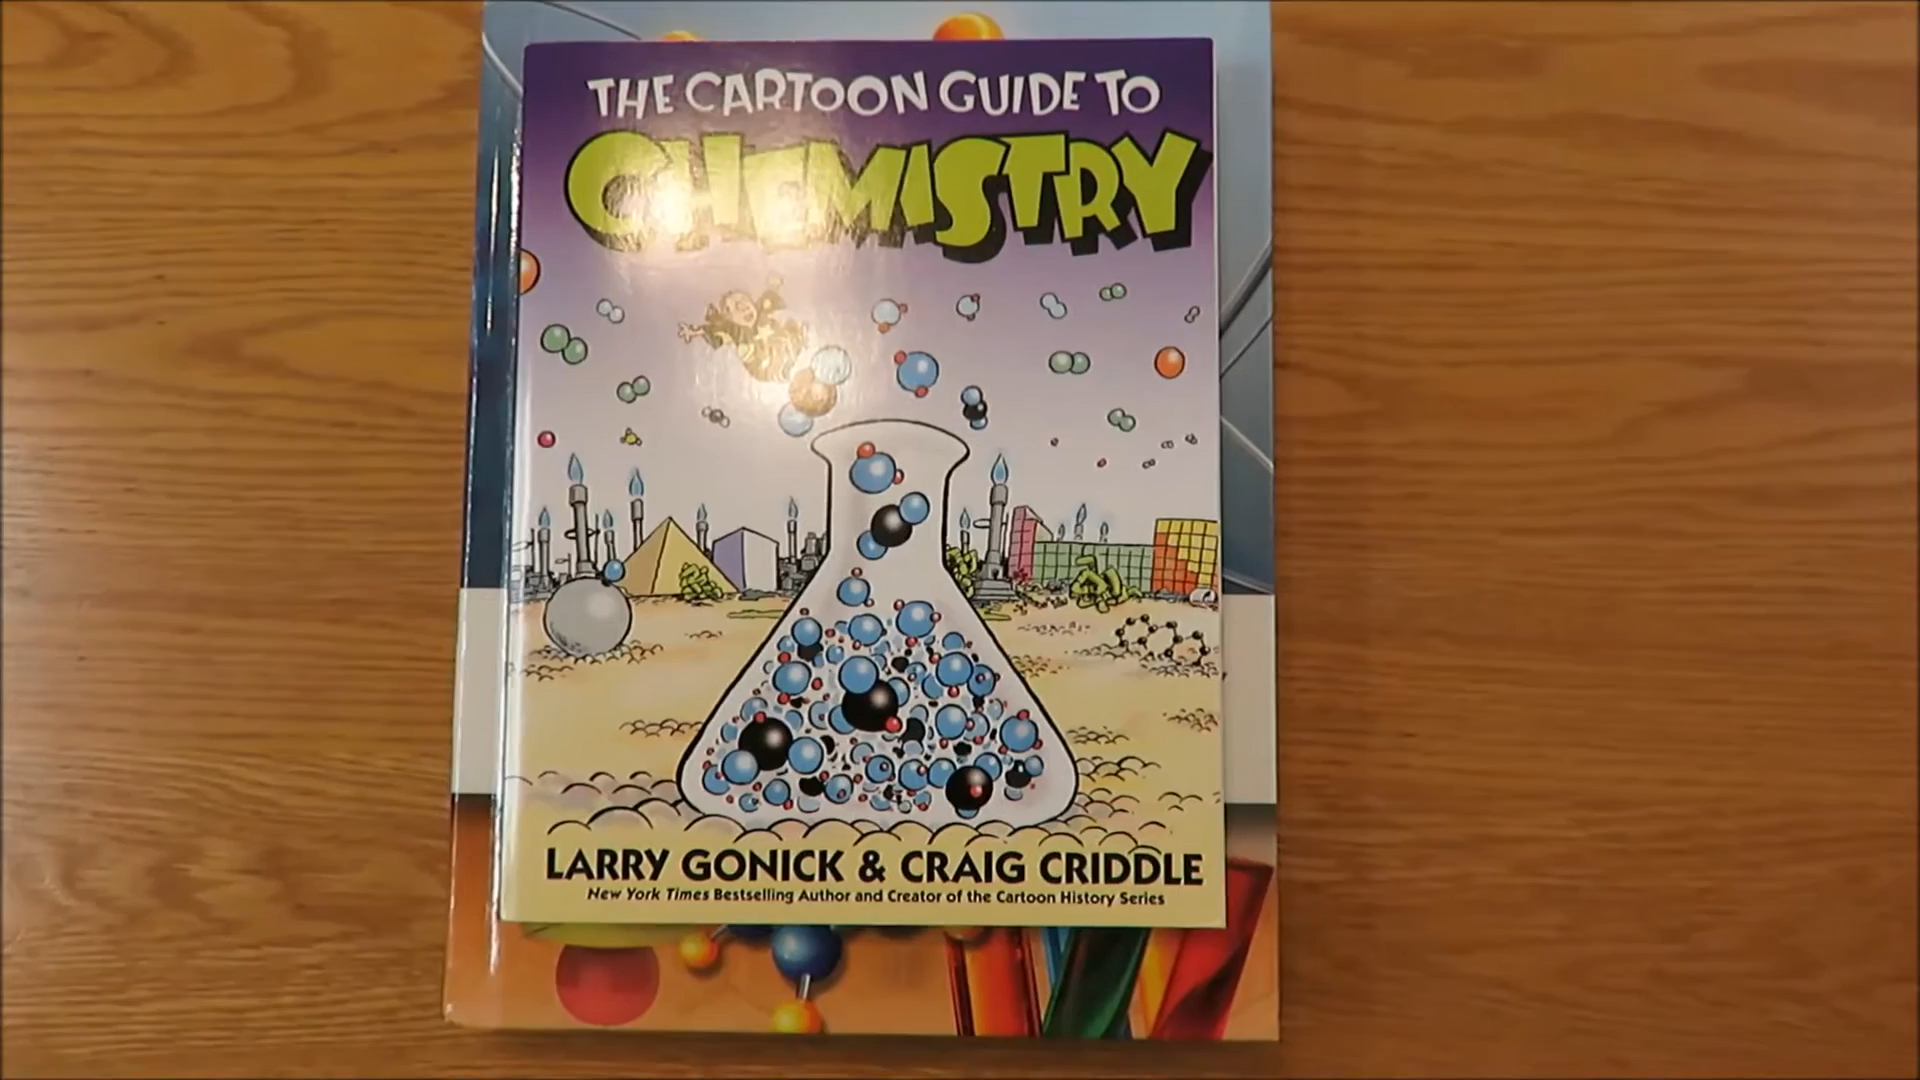 THE CARTOON GUIDE TO
CHEMISTRY
LARRY GONICK & CRAIG CRIDDLE
New York Times Bestselling Author and Creator of the Cartoon History Series